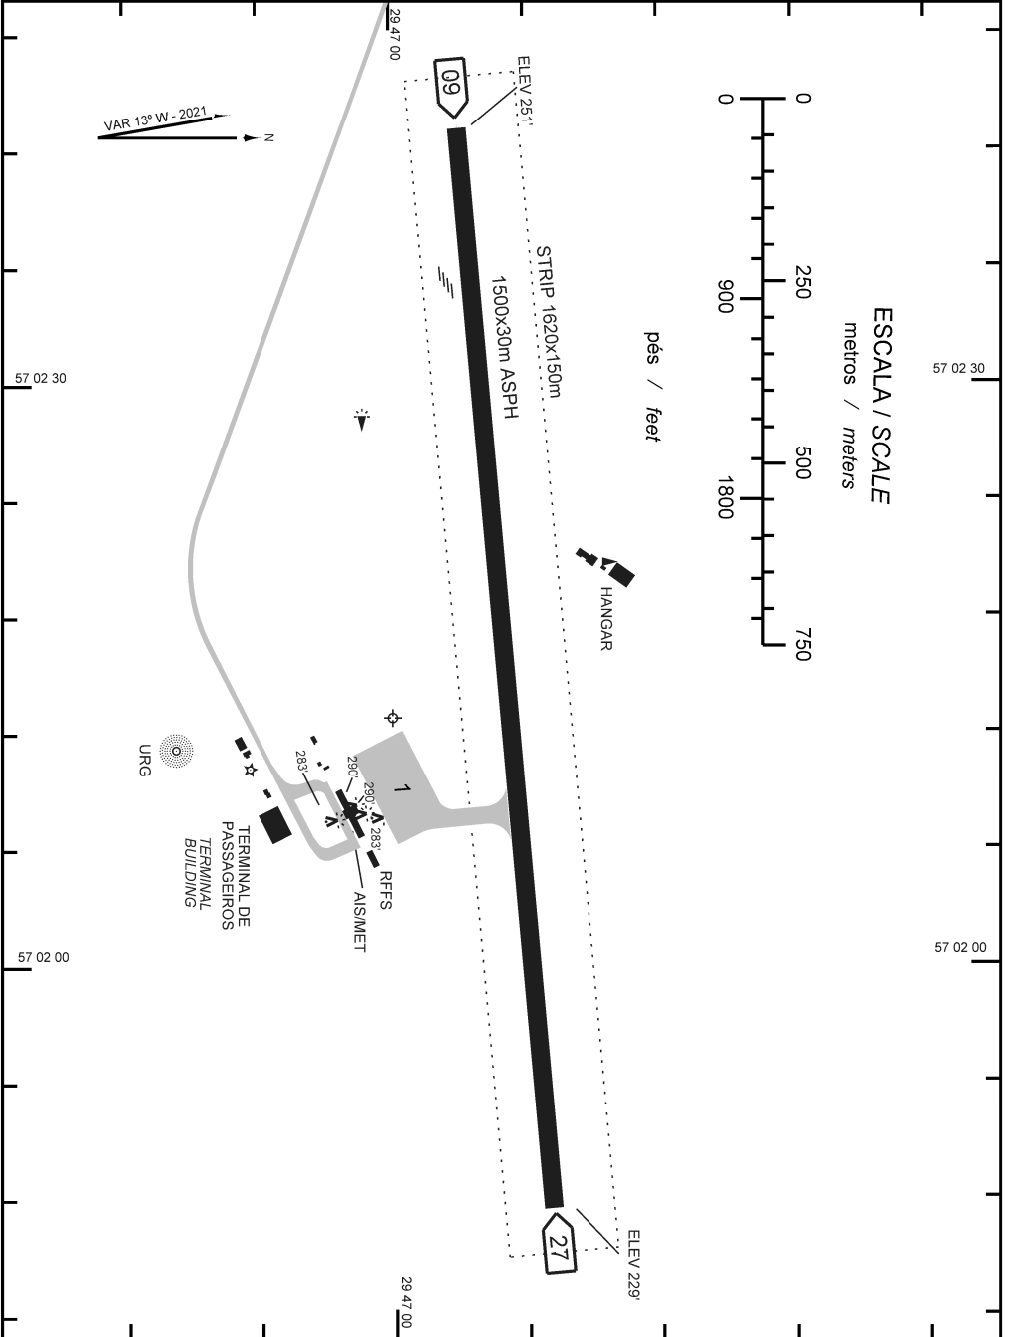 29 47 00
09
ELEV 251'
0
0
VAR 13º W - 2021
N
STRIP 1620x150m
1500x30m ASPH
250
900
ESCALA / SCALE
metros / meters
pés / feet
57 02 30
57 02 30
500
1800
HANGAR
750
URG
283'
290'
290'
283'
1
TERMINAL DE
PASSAGEIROS
TERMINAL
BUILDING
RFFS
AIS/MET
57 02 00
57 02 00
27
ELEV 229'
29 47 00